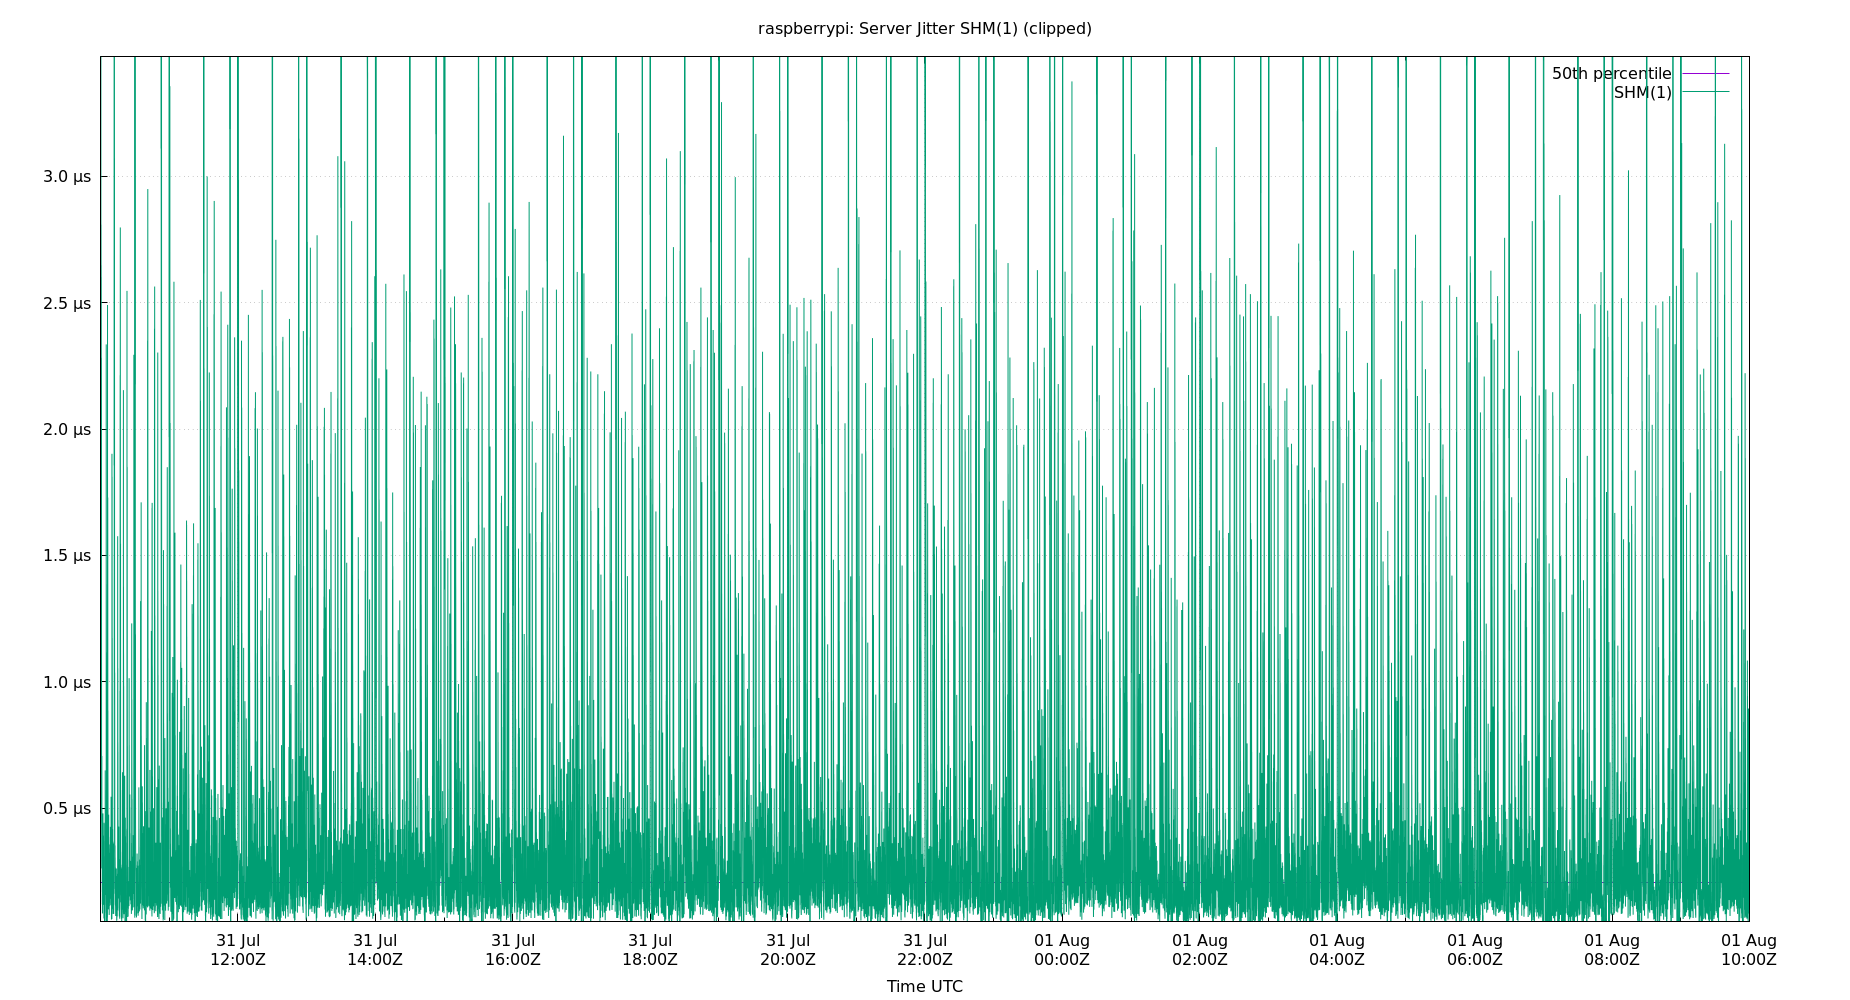 raspberrypi: Server Jitter SHM(1) (clipped)
50th percentile
SHM(1)
3.0 µs
2.5 µs
2.0 µs
1.5 µs
1.0 µs
0.5 µs
31 Jul 31 Jul 31 Jul 31 Jul 31 Jul 31 Jul 01 Aug 01 Aug 01 Aug 01 Aug 01 Aug 01 Aug
12:00Z 14:00Z 16:00Z 18:00Z 20:00Z 22:00Z 00:00Z 02:00Z 04:00Z 06:00Z 08:00Z 10:00Z
Time UTC